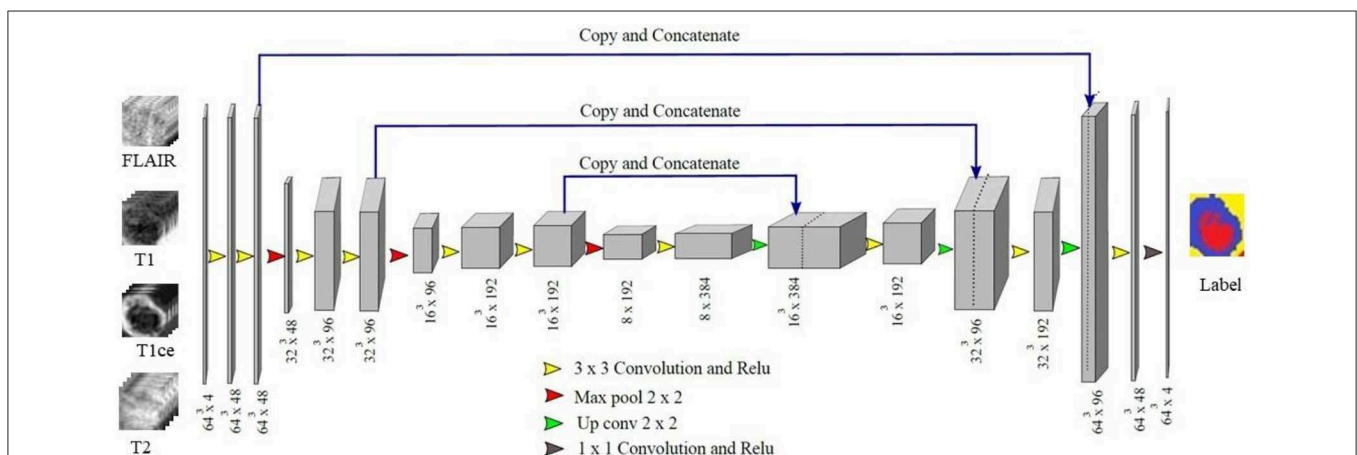 Copy and Concatenate
Copy and Concatenate
Copy and Concatenate
FLAIR
T1
T1ce
T2
64³ x 4
64³ x 48
64³ x 48
32³ x 48
32³ x 96
32³ x 96
16³ x 96
16³ x 192
16³ x 192
8 x 192
8 x 384
16³ x 384
16³ x 192
32³ x 96
32³ x 192
64³ x 96
64³ x 48
64³ x 4
Label
3 x 3 Convolution and Relu
Max pool 2 x 2
Up conv 2 x 2
1 x 1 Convolution and Relu